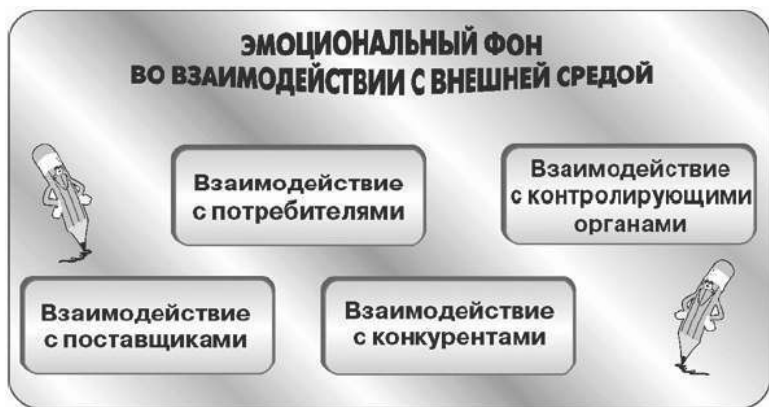 ЭМОЦИОНАЛЬНЫЙ ФОН
ВО ВЗАИМОДЕЙСТВИИ С ВНЕШНЕЙ СРЕДОЙ
Взаимодействие
с потребителями
Взаимодействие
с контролирующими
органами
Взаимодействие
с поставщиками
Взаимодействие
с конкурентами